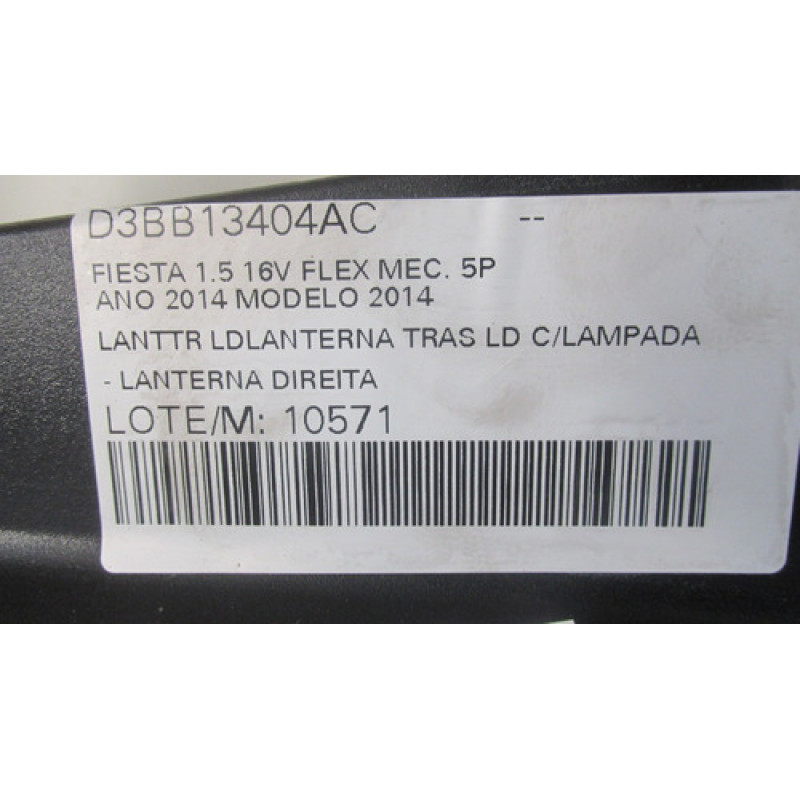 D3BB13404AC --
FIESTA 1.5 16V FLEX MEC. 5P
ANO 2014 MODELO 2014
LANTTR LDLANTERNA TRAS LD C/LAMPADA
- LANTERNA DIREITA
LOTE/M: 10571